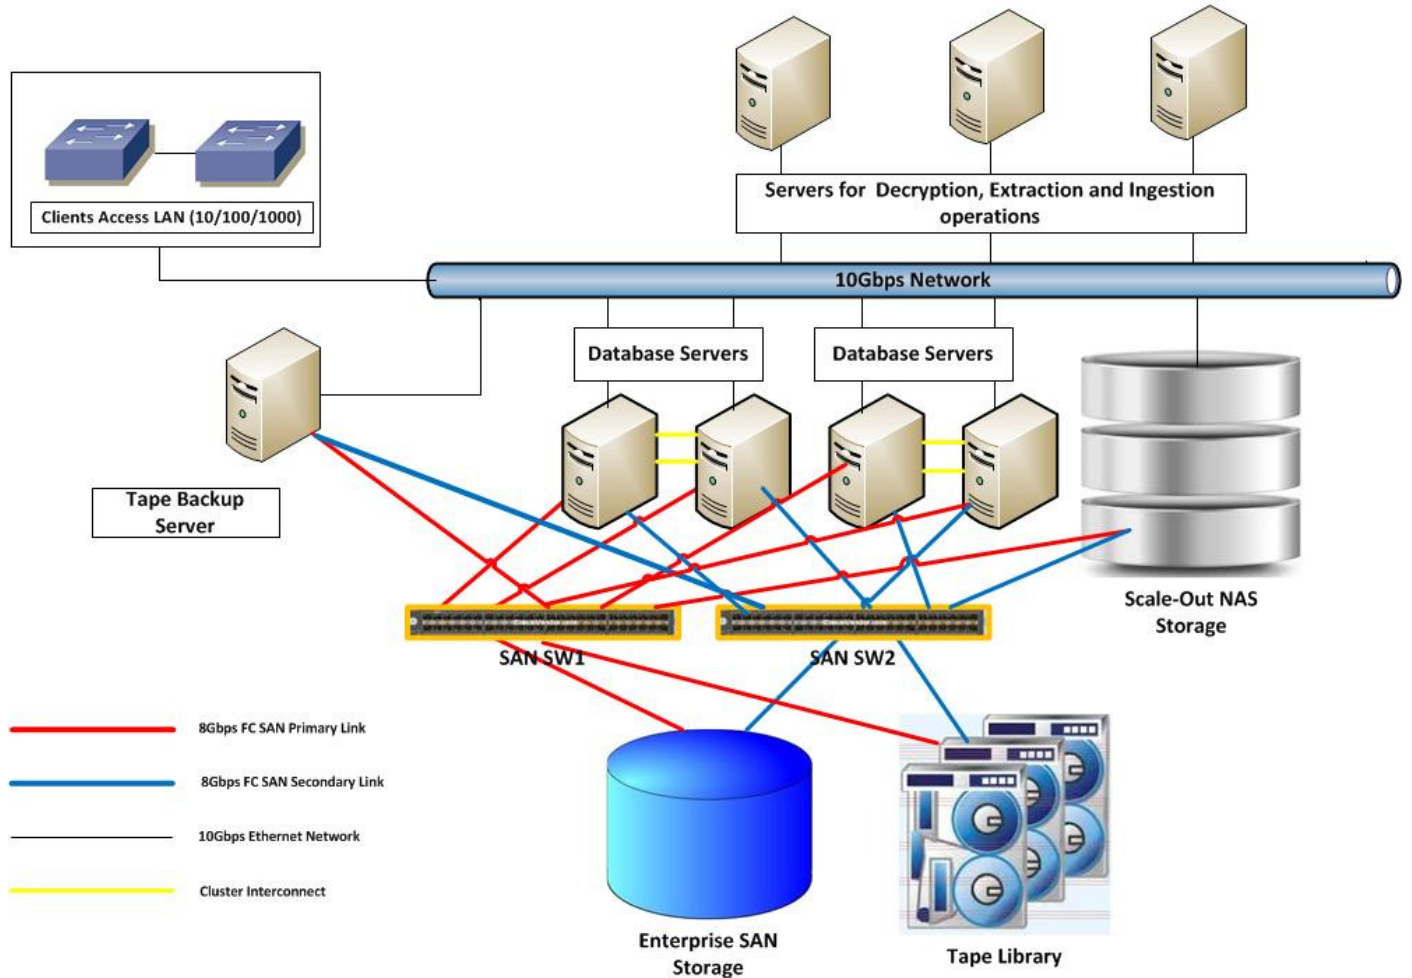 Clients Access LAN (10/100/1000)
Servers for Decryption, Extraction and Ingestion
operations
10Gbps Network
Database Servers
Database Servers
Tape Backup
Server
Scale-Out NAS
Storage
SAN SW1
SAN SW2
8Gbps FC SAN Primary Link
8Gbps FC SAN Secondary Link
10Gbps Ethernet Network
Cluster Interconnect
Enterprise SAN
Storage
Tape Library